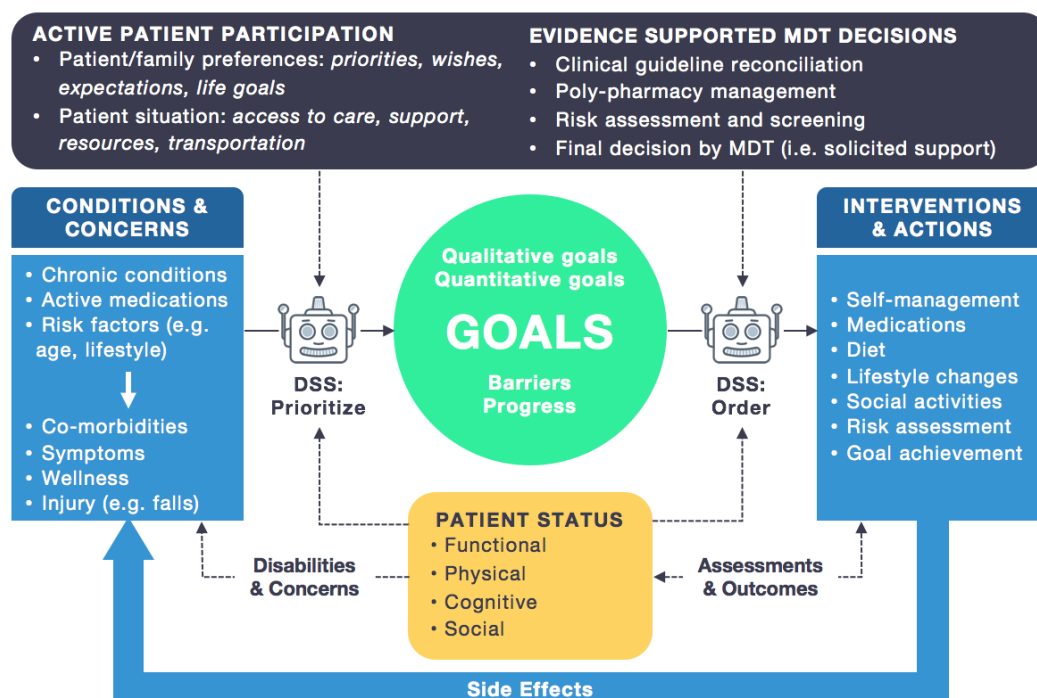 ACTIVE PATIENT PARTICIPATION
• Patient/family preferences: priorities, wishes,
expectations, life goals
• Patient situation: access to care, support,
resources, transportation
EVIDENCE SUPPORTED MDT DECISIONS
• Clinical guideline reconciliation
• Poly-pharmacy management
• Risk assessment and screening
• Final decision by MDT (i.e. solicited support)
CONDITIONS &
CONCERNS
• Chronic conditions
• Active medications
• Risk factors (e.g.
age, lifestyle)
• Co-morbidities
• Symptoms
• Wellness
• Injury (e.g. falls)
DSS:
Prioritize
Qualitative goals
Quantitative goals
GOALS
Barriers
Progress
DSS:
Order
INTERVENTIONS
& ACTIONS
• Self-management
• Medications
• Diet
• Lifestyle changes
• Social activities
• Risk assessment
• Goal achievement
Disabilities
& Concerns
PATIENT STATUS
• Functional
• Physical
• Cognitive
• Social
Assessments
& Outcomes
Side Effects